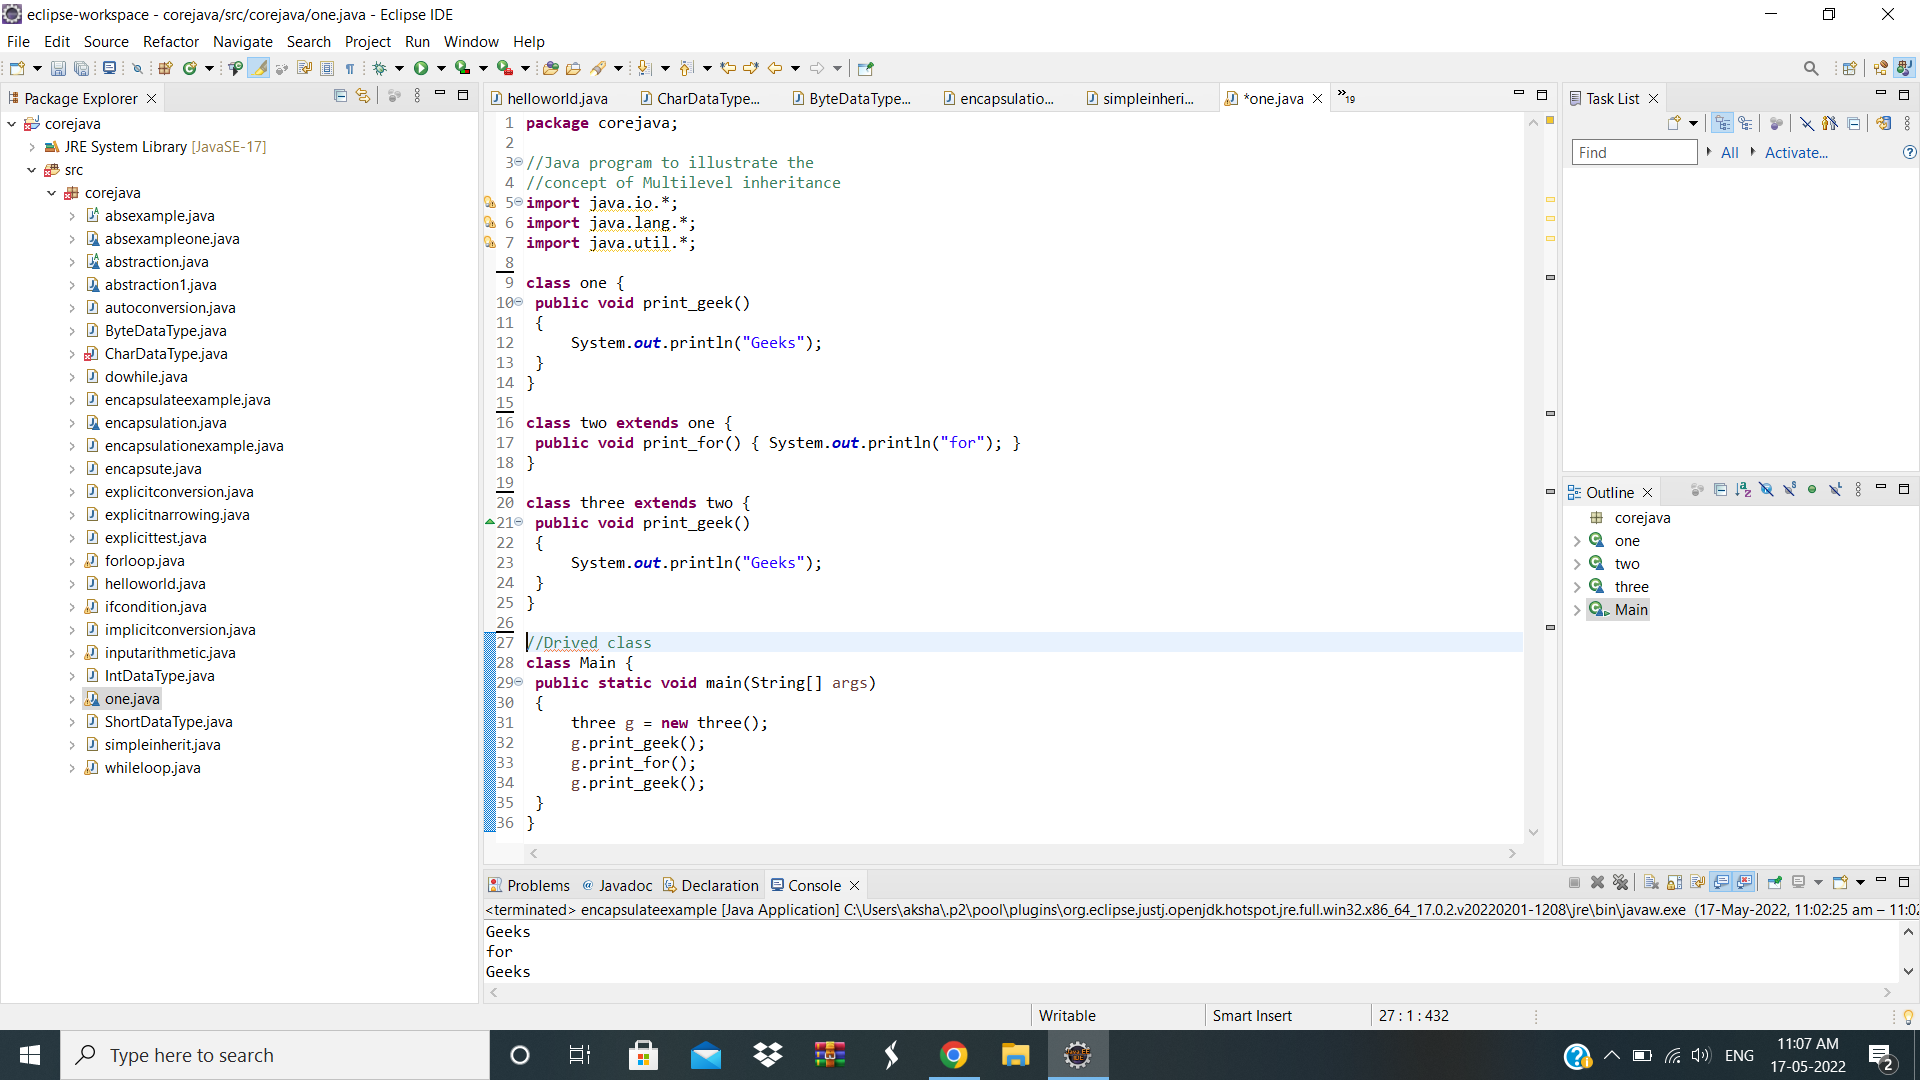 eclipse-workspace - corejava/src/corejava/one.java - Eclipse IDE
File Edit Source Refactor Navigate Search Project Run Window Help
Package Explorer
corejava
JRE System Library [JavaSE-17]
src
corejava
absexample.java
absexampleone.java
abstraction.java
abstraction1.java
autoconversion.java
ByteDataType.java
CharDataType.java
dowhile.java
encapsulateexample.java
encapsulation.java
encapsulationexample.java
encapsute.java
explicitconversion.java
explicitnarrowing.java
explicittest.java
forloop.java
helloworld.java
ifcondition.java
implicitconversion.java
inputarithmetic.java
IntDataType.java
one.java
ShortDataType.java
simpleinherit.java
whileloop.java
helloworld.java CharDataType... ByteDataType... encapsulatio... simpleinheri... *one.java »19
1 package corejava;
2
3 //Java program to illustrate the
4 //concept of Multilevel inheritance
5 import java.io.*;
6 import java.lang.*;
7 import java.util.*;
8
9 class one {
10 public void print_geek()
11 {
12 System.out.println("Geeks");
13 }
14 }
15
16 class two extends one {
17 public void print_for() { System.out.println("for"); }
18 }
19
20 class three extends two {
21 public void print_geek()
22 {
23 System.out.println("Geeks");
24 }
25 }
26
27 //Drived class
28 class Main {
29 public static void main(String[] args)
30 {
31 three g = new three();
32 g.print_geek();
33 g.print_for();
34 g.print_geek();
35 }
36 }
Task List
Find All Activate...
Outline
corejava
one
two
three
Main
Problems @ Javadoc Declaration Console
<terminated> encapsulateexample [Java Application] C:\Users\aksha\.p2\pool\plugins\org.eclipse.justj.openjdk.hotspot.jre.full.win32.x86_64_17.0.2.v20220201-1208\jre\bin\javaw.exe (17-May-2022, 11:02:25 am – 11:02
Geeks
for
Geeks
Writable Smart Insert 27 : 1 : 432
Type here to search
ENG 11:07 AM
17-05-2022
2